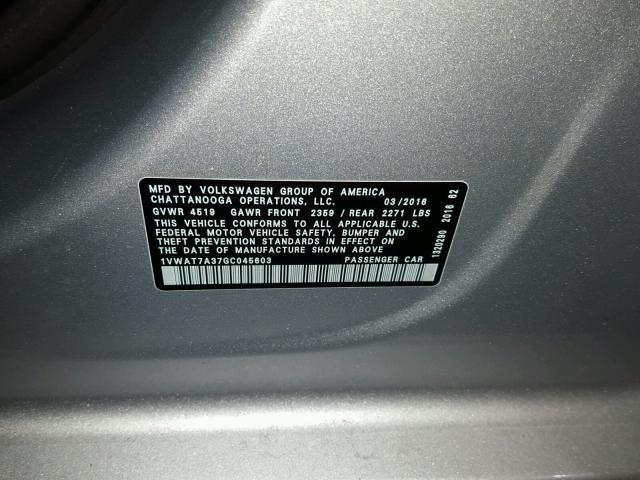 MFD BY VOLKSWAGEN GROUP OF AMERICA
CHATTANOOGA OPERATIONS, LLC. 03/2016
GVWR 4519 GAWR FRONT 2359 / REAR 2271 LBS
THIS VEHICLE CONFORMS TO ALL APPLICABLE U.S.
FEDERAL MOTOR VEHICLE SAFETY, BUMPER AND
THEFT PREVENTION STANDARDS IN EFFECT ON
THE DATE OF MANUFACTURE SHOWN ABOVE
1VWAT7A37GC045603 PASSENGER CAR
1320290 2016 62